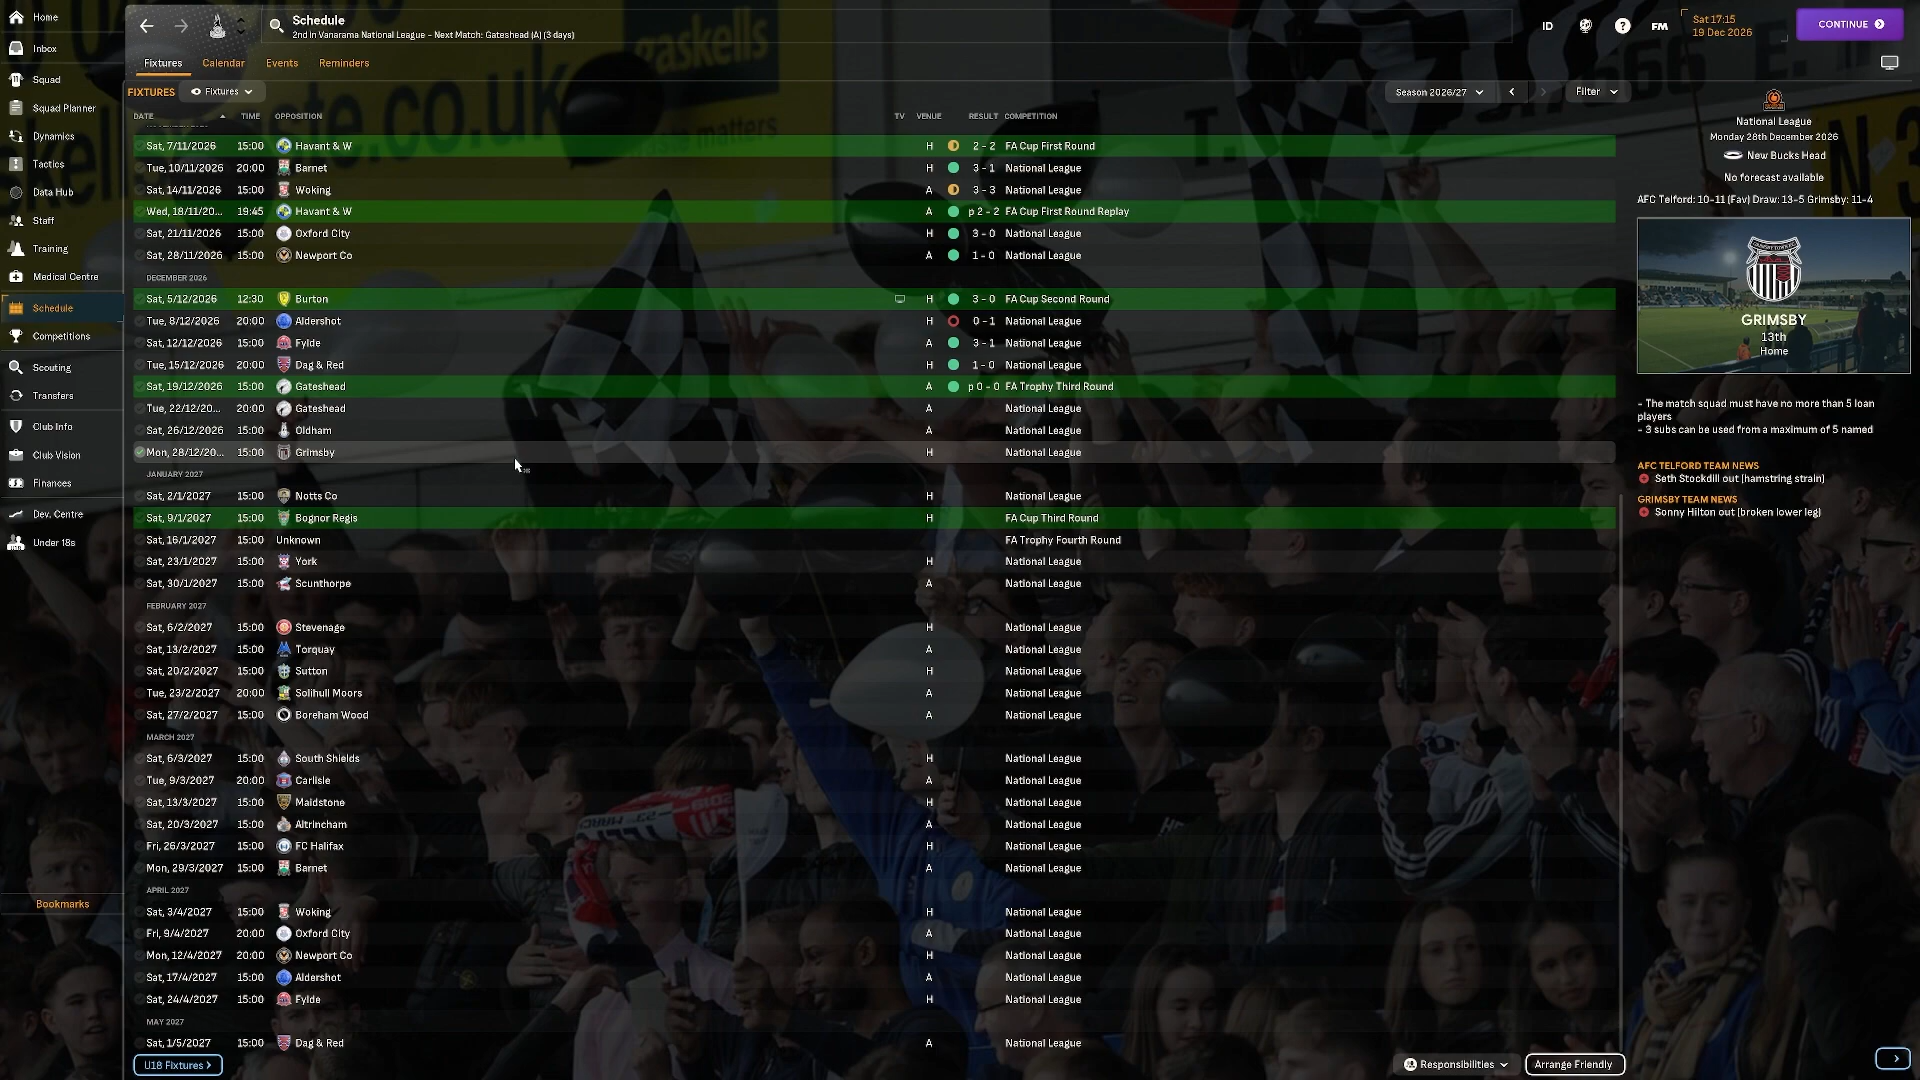 Home
Inbox
Squad
Squad Planner
Dynamics
Tactics
Data Hub
Staff
Training
Medical Centre
Schedule
Competitions
Scouting
Transfers
Club Info
Club Vision
Finances
Dev. Centre
Under 18s
Bookmarks
Schedule
2nd in Vanarama National League - Next Match: Gateshead (A) (3 days)
ID
?
FM
Sat 17:15
19 Dec 2026
CONTINUE
Fixtures Calendar Events Reminders
FIXTURES Fixtures
Season 2026/27
Filter
DATE TIME OPPOSITION TV VENUE RESULT COMPETITION
Sat, 7/11/2026 15:00 Havant & W H 2 - 2 FA Cup First Round
Tue, 10/11/2026 20:00 Barnet H 3 - 1 National League
Sat, 14/11/2026 15:00 Woking A 3 - 3 National League
Wed, 18/11/20... 19:45 Havant & W A p 2 - 2 FA Cup First Round Replay
Sat, 21/11/2026 15:00 Oxford City H 3 - 0 National League
Sat, 28/11/2026 15:00 Newport Co A 1 - 0 National League
DECEMBER 2026
Sat, 5/12/2026 12:30 Burton H 3 - 0 FA Cup Second Round
Tue, 8/12/2026 20:00 Aldershot H 0 - 1 National League
Sat, 12/12/2026 15:00 Fylde A 3 - 1 National League
Tue, 15/12/2026 20:00 Dag & Red H 1 - 0 National League
Sat, 19/12/2026 15:00 Gateshead A p 0 - 0 FA Trophy Third Round
Tue, 22/12/20... 20:00 Gateshead A National League
Sat, 26/12/2026 15:00 Oldham A National League
Mon, 28/12/20... 15:00 Grimsby H National League
JANUARY 2027
Sat, 2/1/2027 15:00 Notts Co H National League
Sat, 9/1/2027 15:00 Bognor Regis H FA Cup Third Round
Sat, 16/1/2027 15:00 Unknown FA Trophy Fourth Round
Sat, 23/1/2027 15:00 York H National League
Sat, 30/1/2027 15:00 Scunthorpe A National League
FEBRUARY 2027
Sat, 6/2/2027 15:00 Stevenage H National League
Sat, 13/2/2027 15:00 Torquay A National League
Sat, 20/2/2027 15:00 Sutton H National League
Tue, 23/2/2027 20:00 Solihull Moors A National League
Sat, 27/2/2027 15:00 Boreham Wood A National League
MARCH 2027
Sat, 6/3/2027 15:00 South Shields H National League
Tue, 9/3/2027 20:00 Carlisle A National League
Sat, 13/3/2027 15:00 Maidstone H National League
Sat, 20/3/2027 15:00 Altrincham A National League
Fri, 26/3/2027 15:00 FC Halifax H National League
Mon, 29/3/2027 15:00 Barnet A National League
APRIL 2027
Sat, 3/4/2027 15:00 Woking H National League
Fri, 9/4/2027 20:00 Oxford City A National League
Mon, 12/4/2027 20:00 Newport Co H National League
Sat, 17/4/2027 15:00 Aldershot A National League
Sat, 24/4/2027 15:00 Fylde H National League
MAY 2027
Sat, 1/5/2027 15:00 Dag & Red A National League
U18 Fixtures >
Responsibilities
Arrange Friendly
National League
Monday 28th December 2026
New Bucks Head
No forecast available
AFC Telford: 10-11 (Fav) Draw: 13-5 Grimsby: 11-4
GRIMSBY
13th
Home
- The match squad must have no more than 5 loan
players
- 3 subs can be used from a maximum of 5 named
AFC TELFORD TEAM NEWS
Seth Stockdill out (hamstring strain)
GRIMSBY TEAM NEWS
Sonny Hilton out (broken lower leg)